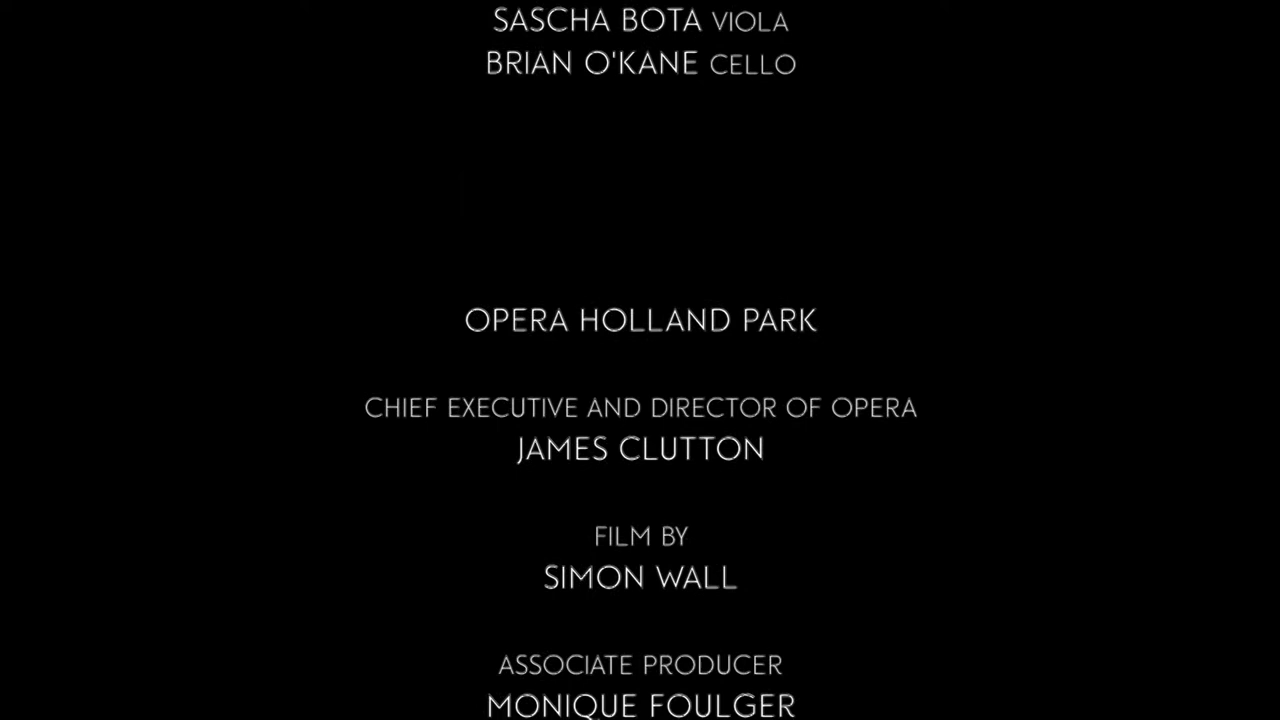 SASCHA BOTA VIOLA
BRIAN O'KANE CELLO
OPERA HOLLAND PARK
CHIEF EXECUTIVE AND DIRECTOR OF OPERA
JAMES CLUTTON
FILM BY
SIMON WALL
ASSOCIATE PRODUCER
MONIQUE FOULGER